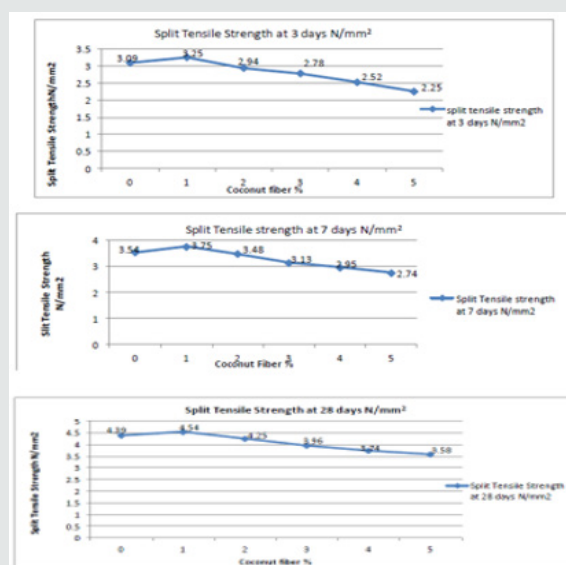 Split Tensile Strength at 3 days N/mm²
Split Tensile Strength N/mm2
3.5
3
2.5
2
1.5
1
0.5
0
3.09
3.25
2.94
2.78
2.52
2.25
0 1 2 3 4 5
Coconut fiber %
split tensile strength
at 3 days N/mm2
Split Tensile strength at 7 days N/mm²
Slit Tensile Strength
N/mm2
4
3
2
1
0
3.54
3.75
3.48
3.13
2.95
2.74
0 1 2 3 4 5
Coconut Fiber %
Split Tensile strength
at 7 days N/mm2
Split Tensile Strength at 28 days N/mm²
Split Tensile Strength N/mm2
5
4.5
4
3.5
3
2.5
2
1.5
1
0.5
0
4.39
4.54
4.25
3.96
3.74
3.58
0 1 2 3 4 5
Coconut fiber %
Split Tensile Strength
at 28 days N/mm2